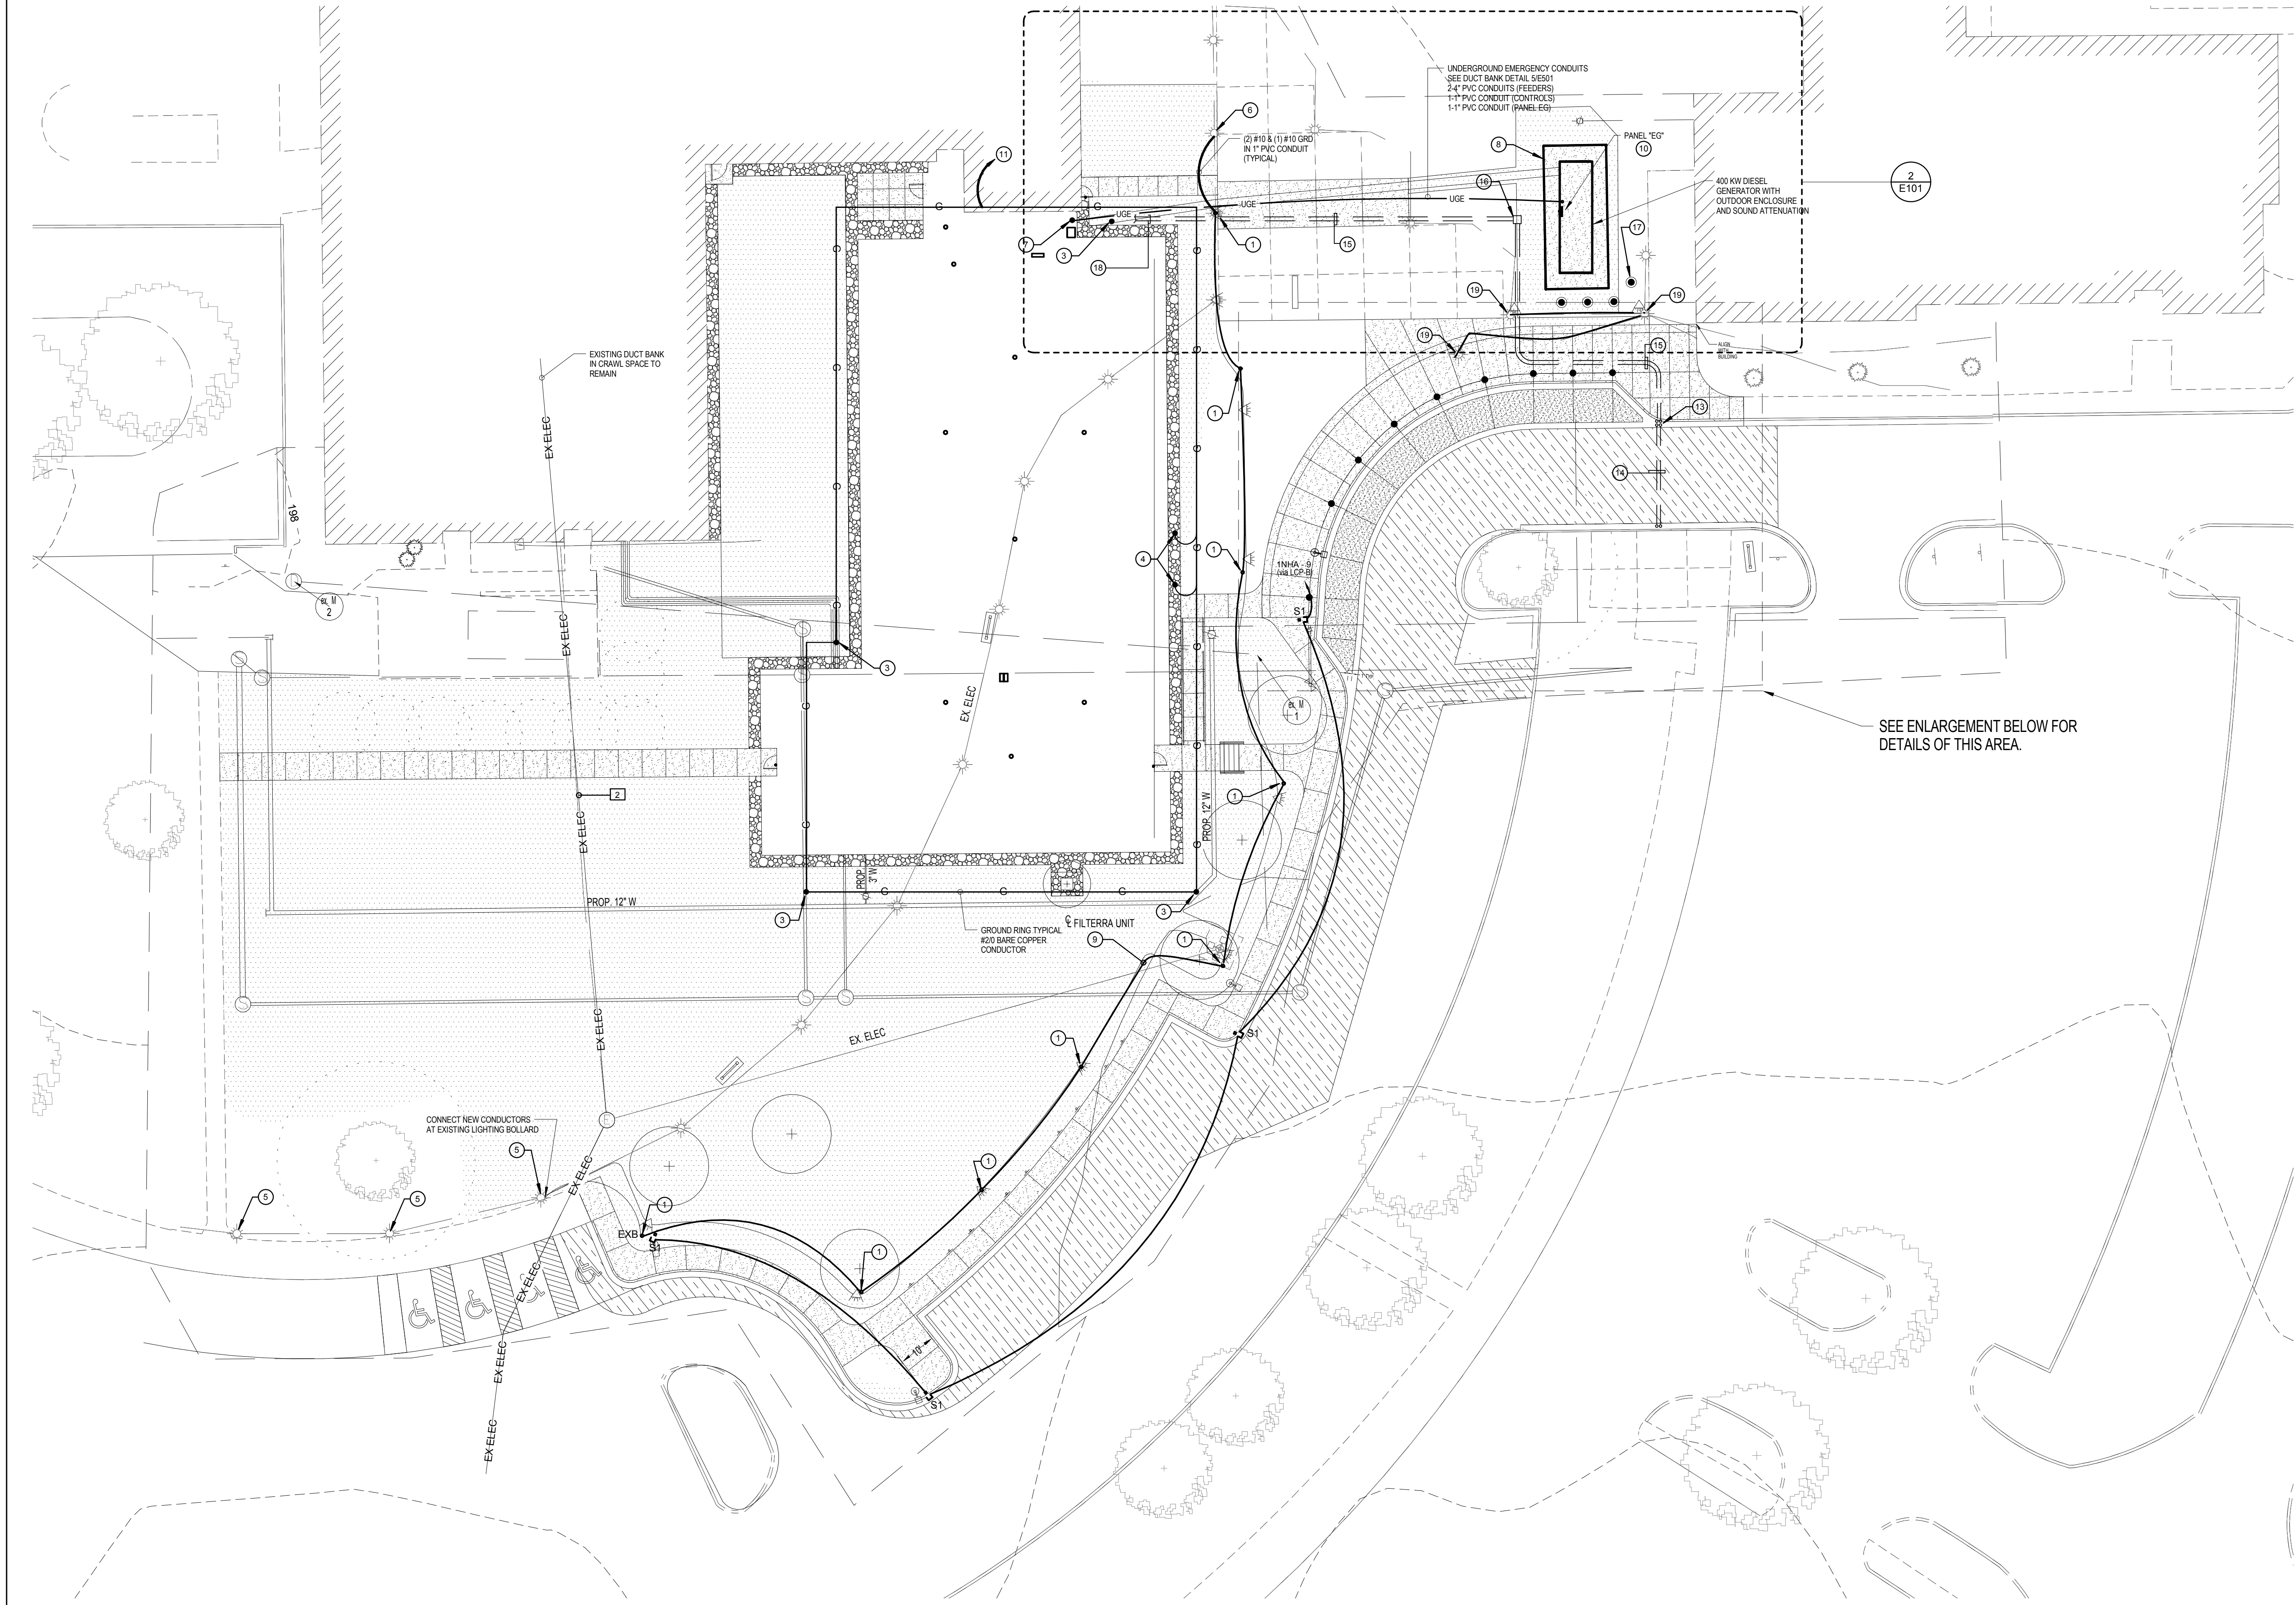 UNDERGROUND EMERGENCY CONDUITS
SEE DUCT BANK DETAIL 5/E501
2-4" PVC CONDUITS (FEEDERS)
1-1" PVC CONDUIT (CONTROLS)
1-1" PVC CONDUIT (PANEL EG)
6
(2) #10 & (1) #10 GRD
IN 1" PVC CONDUIT
(TYPICAL)
PANEL "EG"
10
8
11
16
400 KW DIESEL
GENERATOR WITH
OUTDOOR ENCLOSURE
AND SOUND ATTENUATION
2
E101
G
G
UGE
UGE
UGE
7
3
18
1
15
17
19
19
19
15
ALIGN
WITH
BUILDING
EXISTING DUCT BANK
IN CRAWL SPACE TO
REMAIN
1
13
EX ELEC
14
198
4
1
1NHA - 9
(via LCP-B)
S1
ex. M
2
EX ELEC
3
EX. ELEC
ex. M
1
SEE ENLARGEMENT BELOW FOR
DETAILS OF THIS AREA.
2
1
PROP. 12" W
EX ELEC
PROP.
3" W
G
G
G
PROP. 12" W
3
3
GROUND RING TYPICAL
#2/0 BARE COPPER
CONDUCTOR
℄ FILTERRA UNIT
9
1
EX ELEC
EX. ELEC
1
S1
CONNECT NEW CONDUCTORS
AT EXISTING LIGHTING BOLLARD
E
5
1
EX ELEC
5
5
1
EXB
S1
1
EX ELEC
10'
EX ELEC
S1
EX ELEC